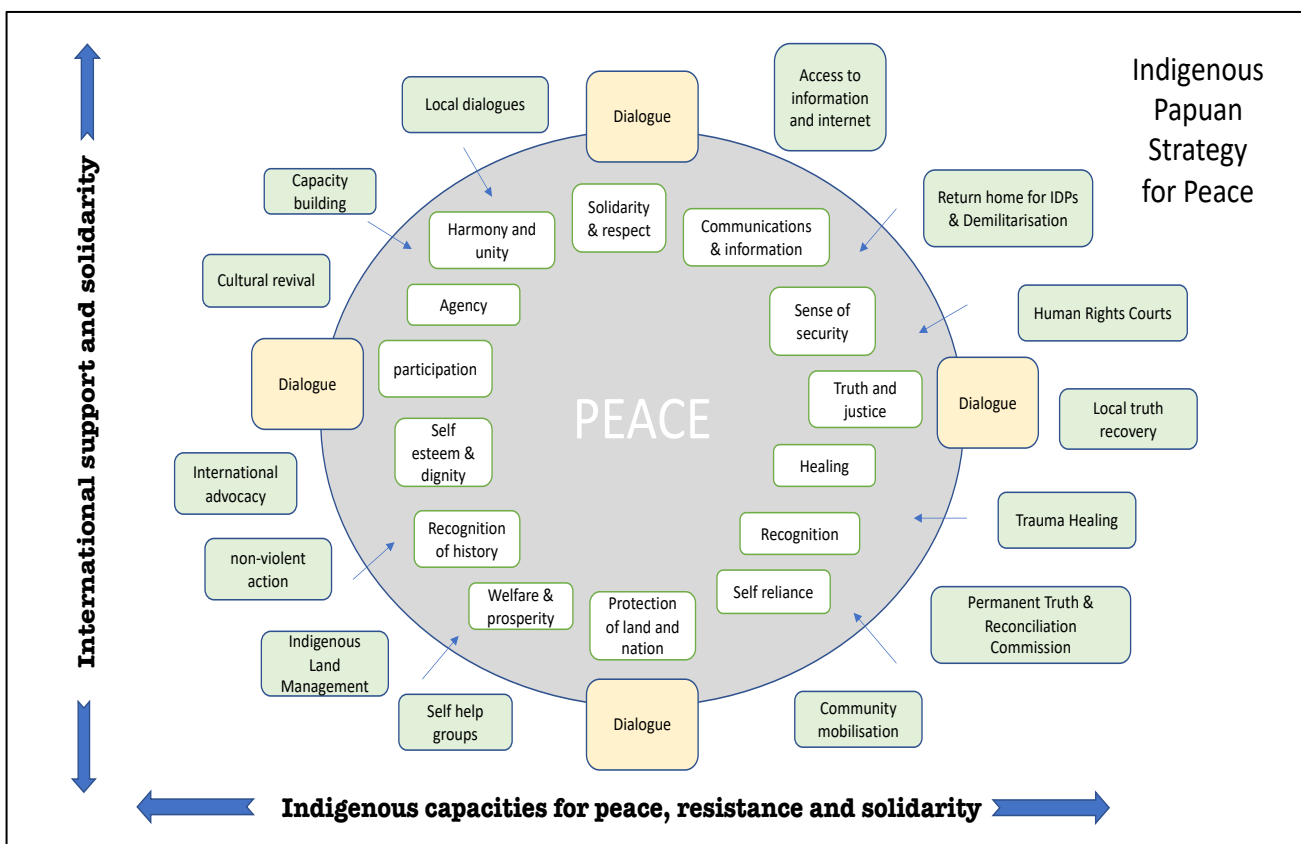 Indigenous
Papuan
Strategy
for Peace
International support and solidarity
Local dialogues
Dialogue
Access to
information
and internet
Capacity
building
Return home for IDPs
& Demilitarisation
Cultural revival
Human Rights Courts
Harmony and
unity
Solidarity
& respect
Communications
& information
Agency
Sense of
security
Dialogue
participation
PEACE
Truth and
justice
Dialogue
Local truth
recovery
Self
esteem &
dignity
Healing
International
advocacy
Trauma Healing
Recognition
of history
Recognition
non-violent
action
Welfare &
prosperity
Protection
of land and
nation
Self reliance
Permanent Truth &
Reconciliation
Commission
Indigenous
Land
Management
Self help
groups
Dialogue
Community
mobilisation
Indigenous capacities for peace, resistance and solidarity